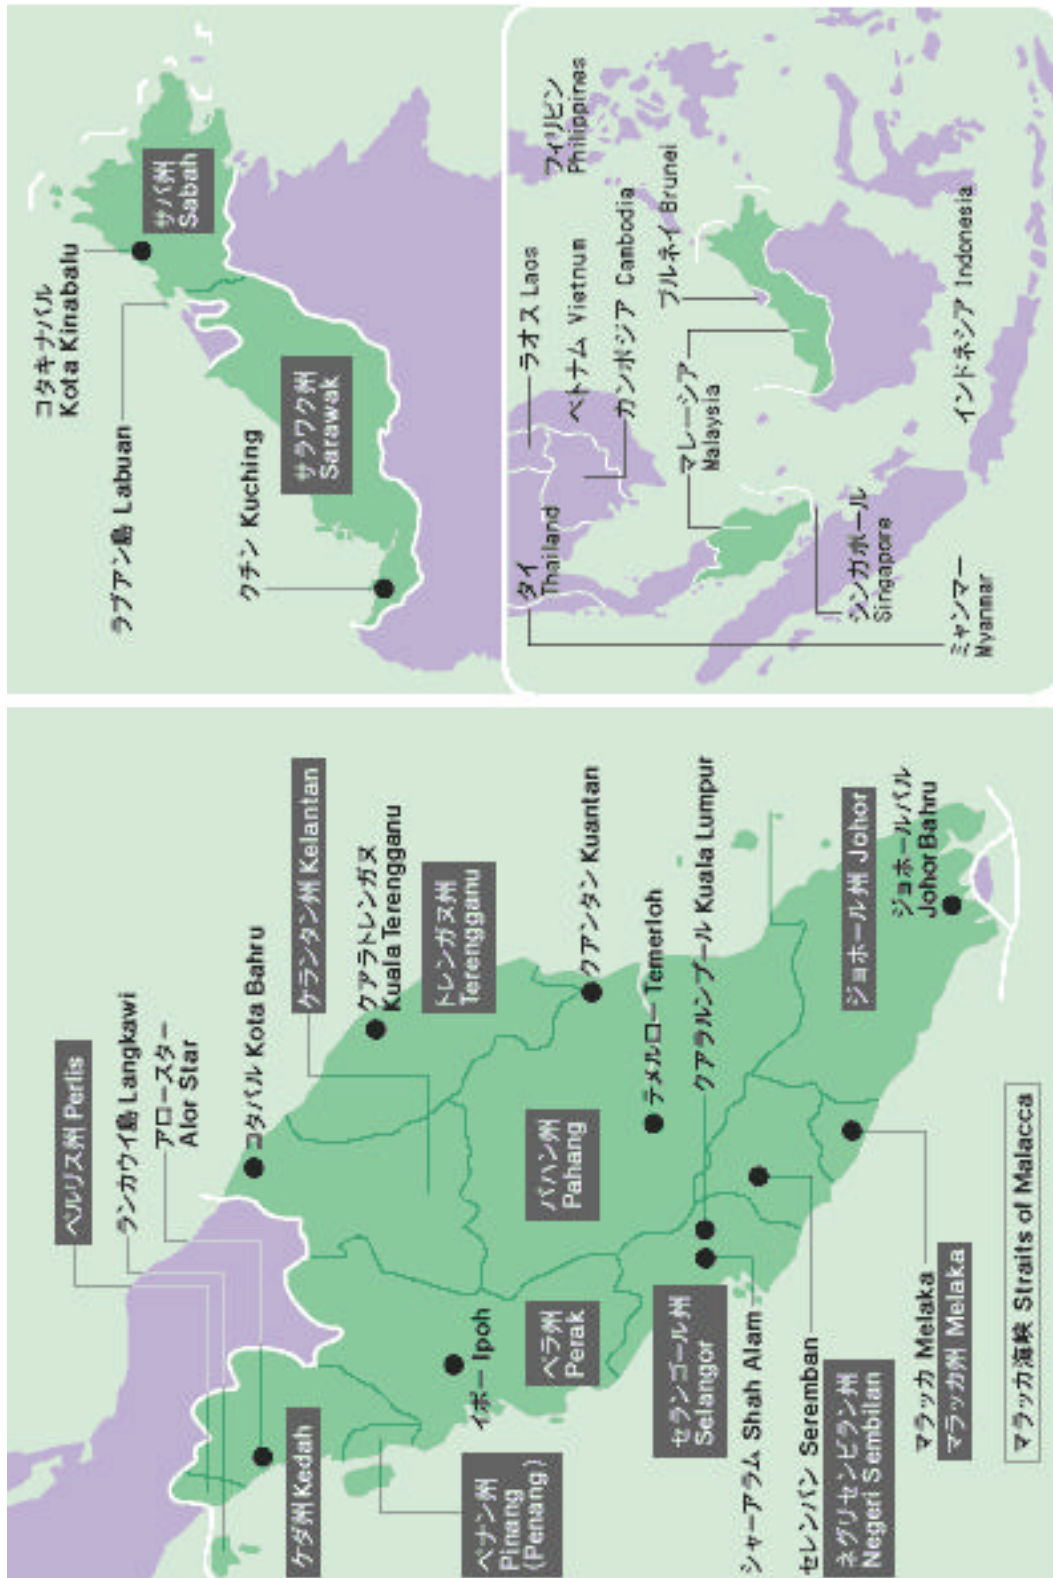 ペルリス州 Perlis
ランカウイ島 Langkawi
アロースター
Alor Star
コタバル Kota Bahru
ケランタン州 Kelantan
クアラトレンガヌ
Kuala Terengganu
トレンガヌ州
Terengganu
ケダ州 Kedah
ペナン州
Pinang
(Penang)
イポー Ipoh
ペラ州
Perak
パハン州
Pahang
クアンタン Kuantan
テメルロー Temerloh
クアラルンプール Kuala Lumpur
セランゴール州
Selangor
シャーアラム Shah Alam
セレンバン Seremban
ネグリセンビラン州
Negeri Sembilan
ジョホール州 Johor
ジョホールバル
Johor Bahru
マラッカ Melaka
マラッカ州 Melaka
マラッカ海峡 Straits of Malacca
コタキナバル
Kota Kinabalu
ラブアン島 Labuan
サバ州
Sabah
クチン Kuching
サラワク州
Sarawak
タイ
Thailand
ラオス Laos
ベトナム Vietnum
カンボジア Cambodia
フィリピン
Philippines
ブルネイ Brunei
マレーシア
Malaysia
シンガポール
Singapore
インドネシア Indonesia
ミャンマー
Myanmar